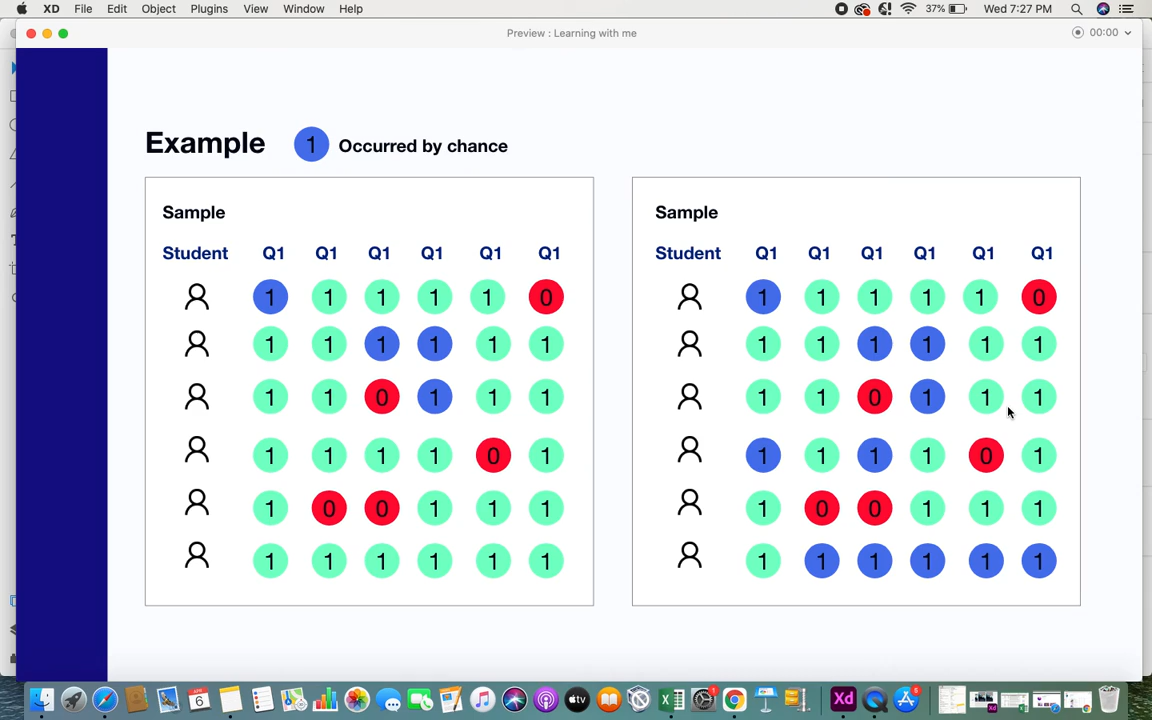 XD File Edit Object Plugins View Window Help 37% Wed 7:27 PM
Preview : Learning with me 00:00
Example 1 Occurred by chance
Sample
Student Q1 Q1 Q1 Q1 Q1 Q1
1 1 1 1 1 0
1 1 1 1 1 1
1 1 0 1 1 1
1 1 1 1 0 1
1 0 0 1 1 1
1 1 1 1 1 1
Sample
Student Q1 Q1 Q1 Q1 Q1 Q1
1 1 1 1 1 0
1 1 1 1 1 1
1 1 0 1 1 1
1 1 1 1 0 1
1 0 0 1 1 1
1 1 1 1 1 1
6 tv 1 Xd 6